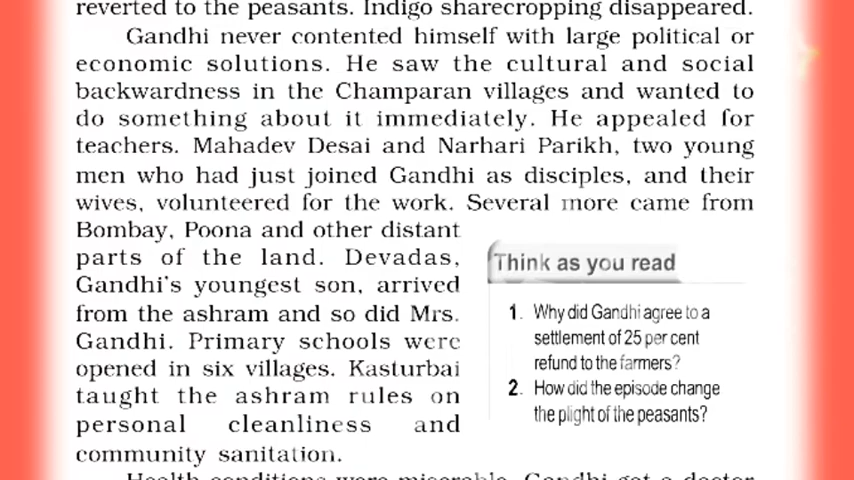 reverted to the peasants. Indigo sharecropping disappeared.
Gandhi never contented himself with large political or
economic solutions. He saw the cultural and social
backwardness in the Champaran villages and wanted to
do something about it immediately. He appealed for
teachers. Mahadev Desai and Narhari Parikh, two young
men who had just joined Gandhi as disciples, and their
wives, volunteered for the work. Several more came from
Bombay, Poona and other distant
parts of the land. Devadas,
Gandhi's youngest son, arrived
from the ashram and so did Mrs.
Gandhi. Primary schools were
opened in six villages. Kasturbai
taught the ashram rules on
personal cleanliness and
community sanitation.
Think as you read
1. Why did Gandhi agree to a
settlement of 25 per cent
refund to the farmers?
2. How did the episode change
the plight of the peasants?
Health conditions were miserable. Gandhi got a doctor